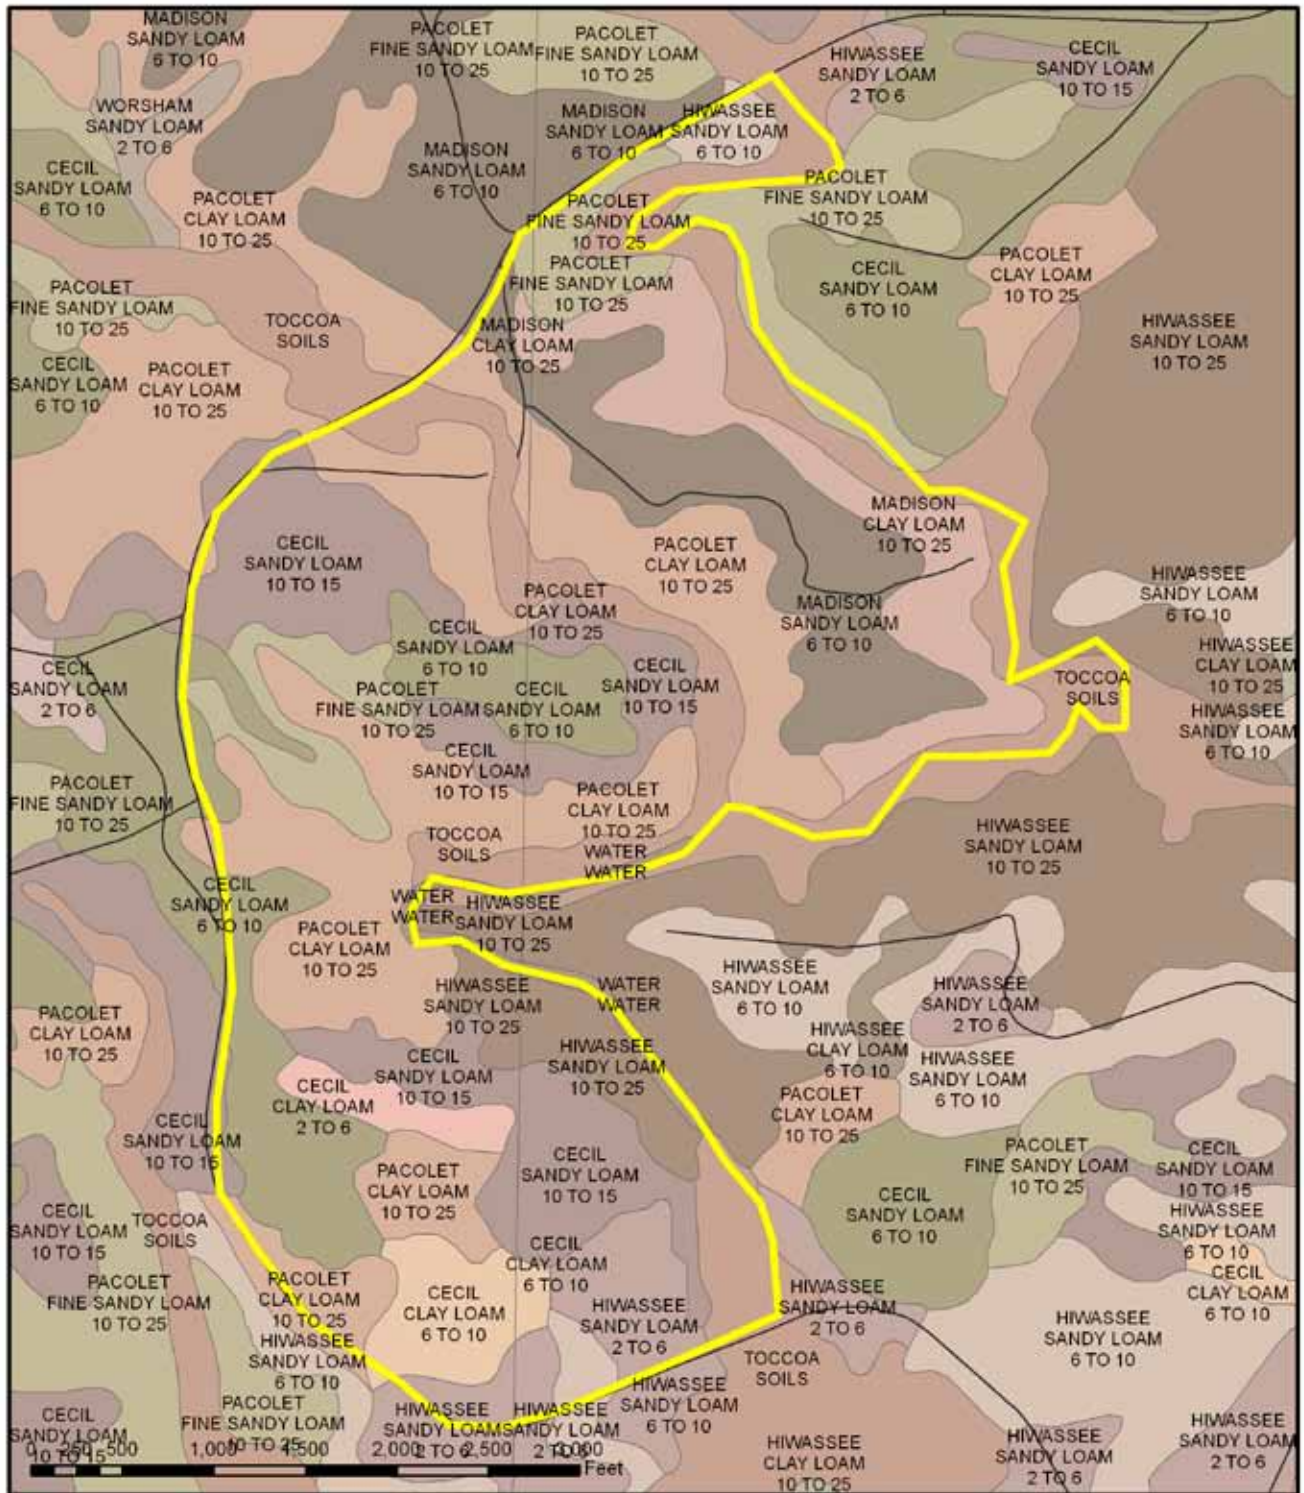 MADISON
SANDY LOAM
6 TO 10
PACOLET
FINE SANDY LOAM
10 TO 25
PACOLET
FINE SANDY LOAM
10 TO 25
HIWASSEE
SANDY LOAM
2 TO 6
CECIL
SANDY LOAM
10 TO 15
WORSHAM
SANDY LOAM
2 TO 6
MADISON
SANDY LOAM
6 TO 10
HIWASSEE
SANDY LOAM
6 TO 10
MADISON
SANDY LOAM
6 TO 10
CECIL
SANDY LOAM
6 TO 10
PACOLET
CLAY LOAM
10 TO 25
PACOLET
FINE SANDY LOAM
10 TO 25
PACOLET
FINE SANDY LOAM
10 TO 25
PACOLET
FINE SANDY LOAM
10 TO 25
CECIL
SANDY LOAM
6 TO 10
PACOLET
CLAY LOAM
10 TO 25
PACOLET
FINE SANDY LOAM
10 TO 25
TOCCOA
SOILS
MADISON
CLAY LOAM
10 TO 25
HIWASSEE
SANDY LOAM
10 TO 25
CECIL
SANDY LOAM
6 TO 10
PACOLET
CLAY LOAM
10 TO 25
MADISON
CLAY LOAM
10 TO 25
CECIL
SANDY LOAM
10 TO 15
PACOLET
CLAY LOAM
10 TO 25
HIWASSEE
SANDY LOAM
6 TO 10
PACOLET
CLAY LOAM
10 TO 25
MADISON
SANDY LOAM
6 TO 10
CECIL
SANDY LOAM
6 TO 10
HIWASSEE
CLAY LOAM
10 TO 25
CECIL
SANDY LOAM
2 TO 6
CECIL
SANDY LOAM
10 TO 15
TOCCOA
SOILS
PACOLET
FINE SANDY LOAM
10 TO 25
CECIL
SANDY LOAM
6 TO 10
HIWASSEE
SANDY LOAM
6 TO 10
CECIL
SANDY LOAM
10 TO 15
PACOLET
FINE SANDY LOAM
10 TO 25
PACOLET
CLAY LOAM
10 TO 25
TOCCOA
SOILS
WATER
WATER
HIWASSEE
SANDY LOAM
10 TO 25
CECIL
SANDY LOAM
6 TO 10
WATER
WATER
HIWASSEE
SANDY LOAM
10 TO 25
PACOLET
CLAY LOAM
10 TO 25
HIWASSEE
SANDY LOAM
10 TO 25
WATER
WATER
HIWASSEE
SANDY LOAM
6 TO 10
HIWASSEE
SANDY LOAM
2 TO 6
PACOLET
CLAY LOAM
10 TO 25
HIWASSEE
CLAY LOAM
6 TO 10
HIWASSEE
SANDY LOAM
10 TO 25
CECIL
SANDY LOAM
10 TO 15
HIWASSEE
SANDY LOAM
6 TO 10
CECIL
CLAY LOAM
2 TO 6
PACOLET
CLAY LOAM
10 TO 25
CECIL
SANDY LOAM
10 TO 15
CECIL
SANDY LOAM
10 TO 15
PACOLET
FINE SANDY LOAM
10 TO 25
CECIL
SANDY LOAM
10 TO 15
PACOLET
CLAY LOAM
10 TO 25
CECIL
SANDY LOAM
6 TO 10
CECIL
SANDY LOAM
10 TO 15
TOCCOA
SOILS
HIWASSEE
SANDY LOAM
6 TO 10
CECIL
CLAY LOAM
6 TO 10
CECIL
CLAY LOAM
6 TO 10
PACOLET
FINE SANDY LOAM
10 TO 25
PACOLET
CLAY LOAM
10 TO 25
CECIL
CLAY LOAM
6 TO 10
HIWASSEE
SANDY LOAM
2 TO 6
HIWASSEE
SANDY LOAM
2 TO 6
HIWASSEE
SANDY LOAM
6 TO 10
HIWASSEE
SANDY LOAM
6 TO 10
TOCCOA
SOILS
HIWASSEE
SANDY LOAM
6 TO 10
PACOLET
FINE SANDY LOAM
10 TO 25
HIWASSEE
SANDY LOAM
2 TO 6
HIWASSEE
SANDY LOAM
2 TO 6
CECIL
SANDY LOAM
10 TO 15
HIWASSEE
CLAY LOAM
10 TO 25
HIWASSEE
SANDY LOAM
2 TO 6
HIWASSEE
SANDY LOAM
2 TO 6
0 250 500 1,000 1,500 2,000 2,500 3,000
Feet